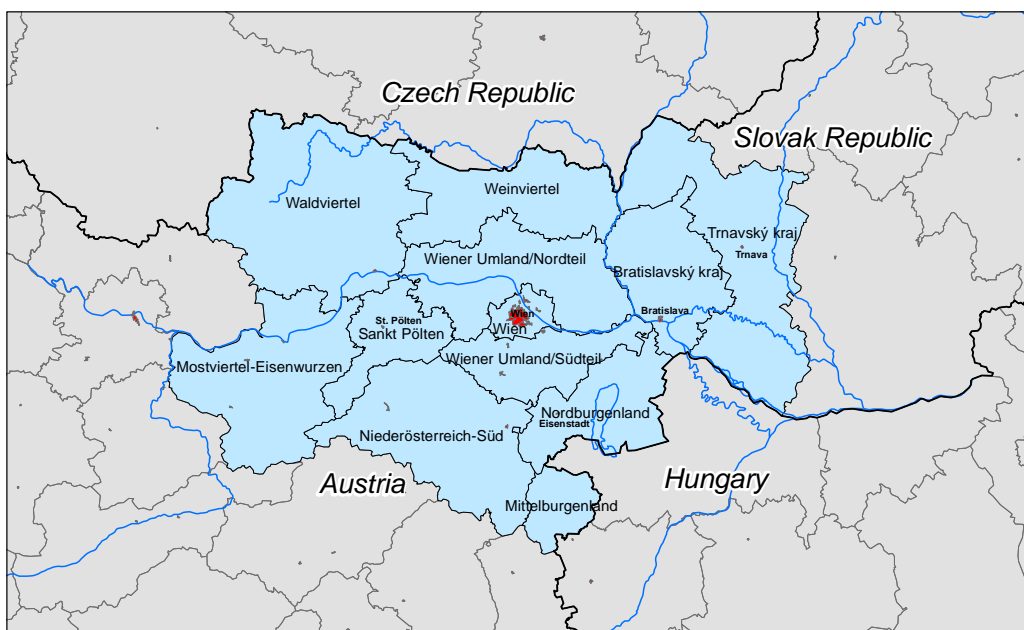 Czech Republic
Slovak Republic
Weinviertel
Waldviertel
Trnavský kraj
Trnava
Wiener Umland/Nordteil
Bratislavský kraj
Bratislava
Wien
Wien
St. Pölten
Sankt Pölten
Wiener Umland/Südteil
Mostviertel-Eisenwurzen
Nordburgenland
Eisenstadt
Niederösterreich-Süd
Austria
Hungary
Mittelburgenland